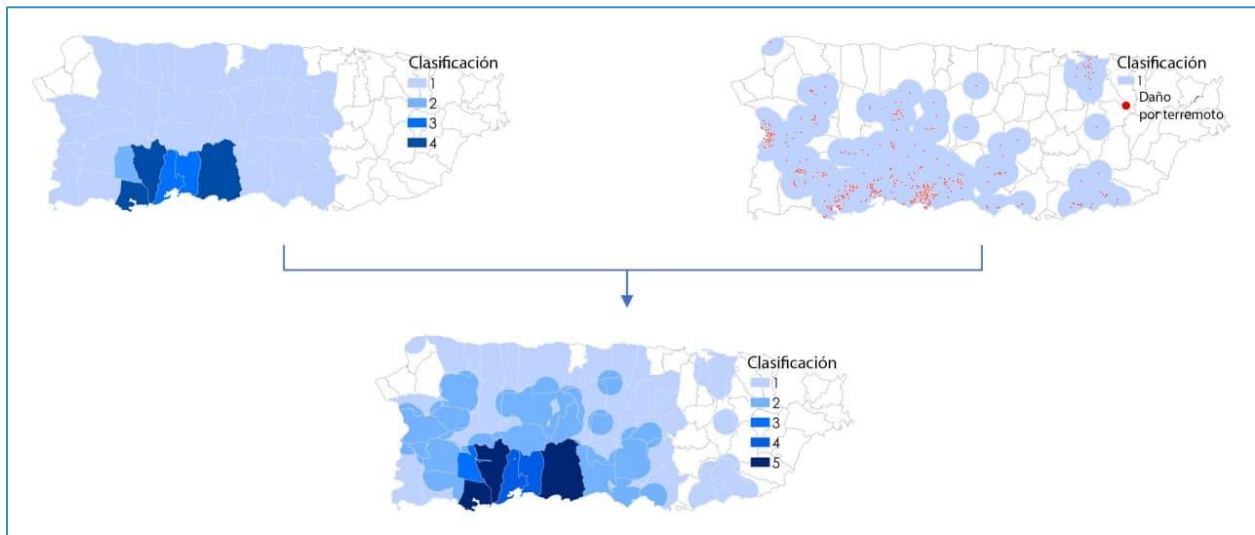 Clasificación
1
2
3
4
Clasificación
1
Daño
por terremoto
Clasificación
1
2
3
4
5